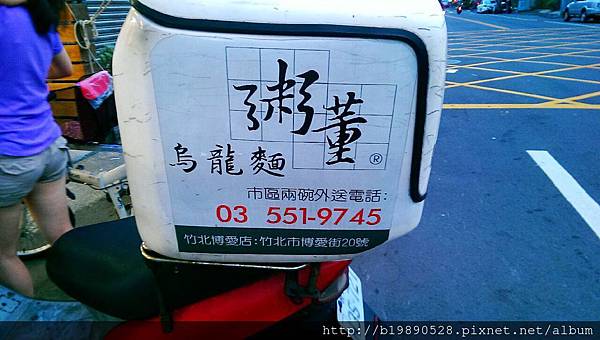 粥董®
烏龍麵
市區兩碗外送電話:
03 551-9745
竹北博愛店:竹北市博愛街20號
http://b19890528.pixnet.net/album